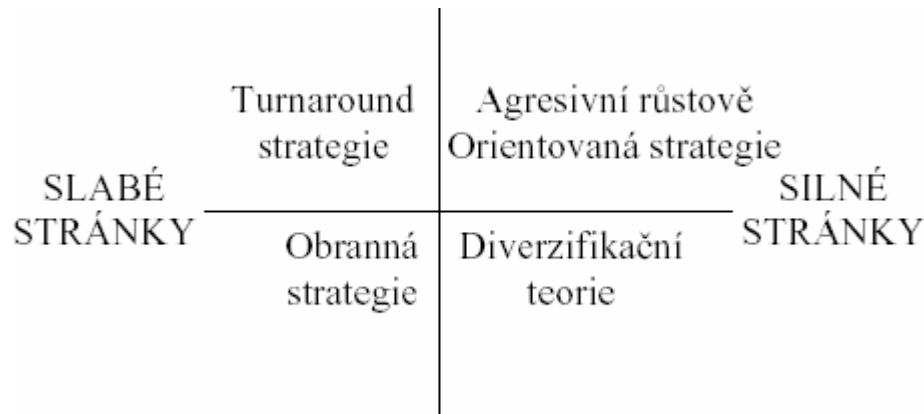 Turnaround
strategie
Agresivní růstově
Orientovaná strategie
SLABÉ
STRÁNKY
SILNÉ
STRÁNKY
Obranná
strategie
Diverzifikační
teorie